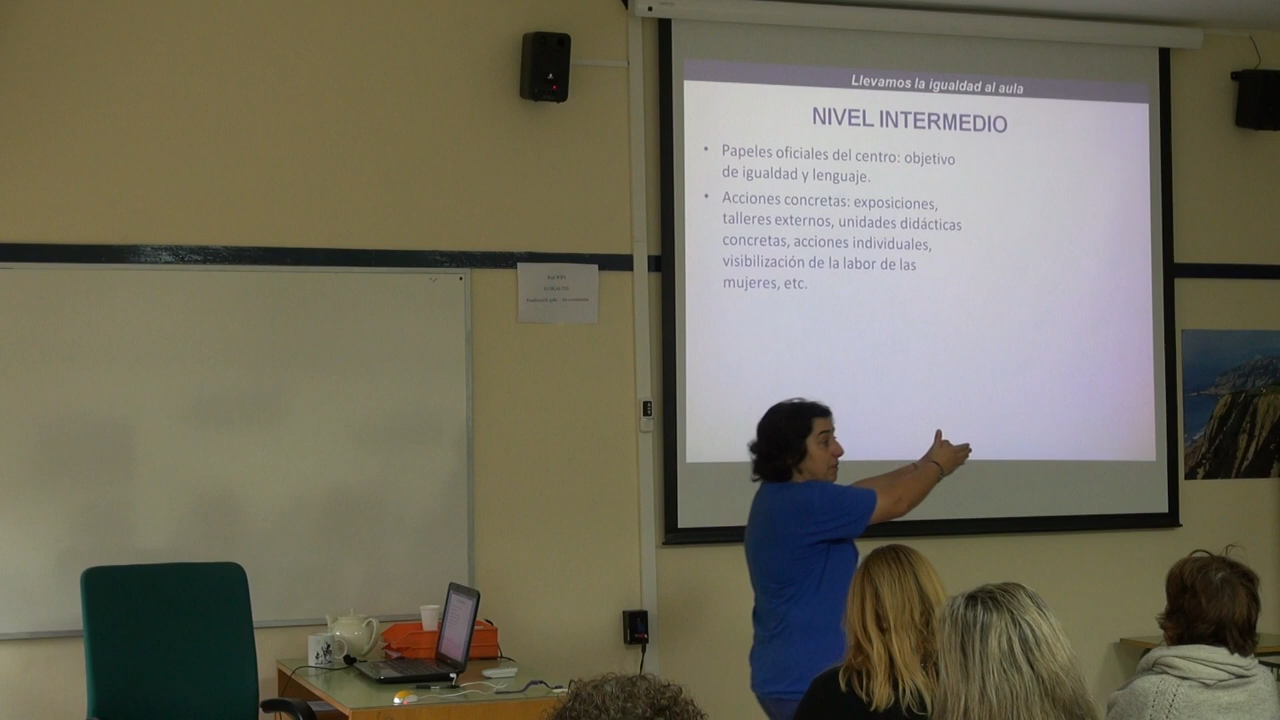 Llevamos la igualdad al aula
NIVEL INTERMEDIO
• Papeles oficiales del centro: objetivo
de igualdad y lenguaje.
• Acciones concretas: exposiciones,
talleres externos, unidades didácticas
concretas, acciones individuales,
visibilización de la labor de las
mujeres, etc.